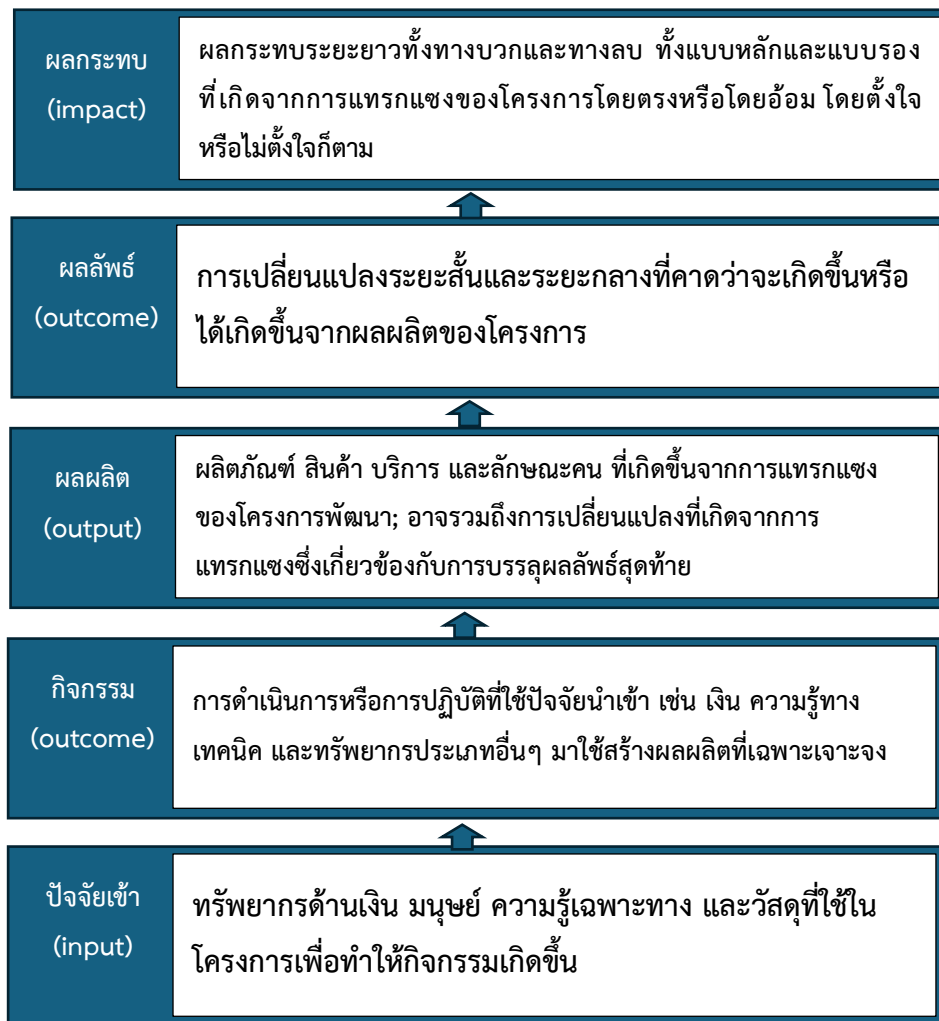 ผลกระทบ
(impact)
ผลกระทบระยะยาวทั้งทางบวกและทางลบ ทั้งแบบหลักและแบบรอง
ที่เกิดจากการแทรกแซงของโครงการโดยตรงหรือโดยอ้อม โดยตั้งใจ
หรือไม่ตั้งใจก็ตาม
ผลลัพธ์
(outcome)
การเปลี่ยนแปลงระยะสั้นและระยะกลางที่คาดว่าจะเกิดขึ้นหรือ
ได้เกิดขึ้นจากผลผลิตของโครงการ
ผลผลิต
(output)
ผลิตภัณฑ์ สินค้า บริการ และลักษณะคน ที่เกิดขึ้นจากการแทรกแซง
ของโครงการพัฒนา; อาจรวมถึงการเปลี่ยนแปลงที่เกิดจากการ
แทรกแซงซึ่งเกี่ยวข้องกับการบรรลุผลลัพธ์สุดท้าย
กิจกรรม
(outcome)
การดำเนินการหรือการปฏิบัติที่ใช้ปัจจัยนำเข้า เช่น เงิน ความรู้ทาง
เทคนิค และทรัพยากรประเภทอื่นๆ มาใช้สร้างผลผลิตที่เฉพาะเจาะจง
ปัจจัยเข้า
(input)
ทรัพยากรด้านเงิน มนุษย์ ความรู้เฉพาะทาง และวัสดุที่ใช้ใน
โครงการเพื่อทำให้กิจกรรมเกิดขึ้น